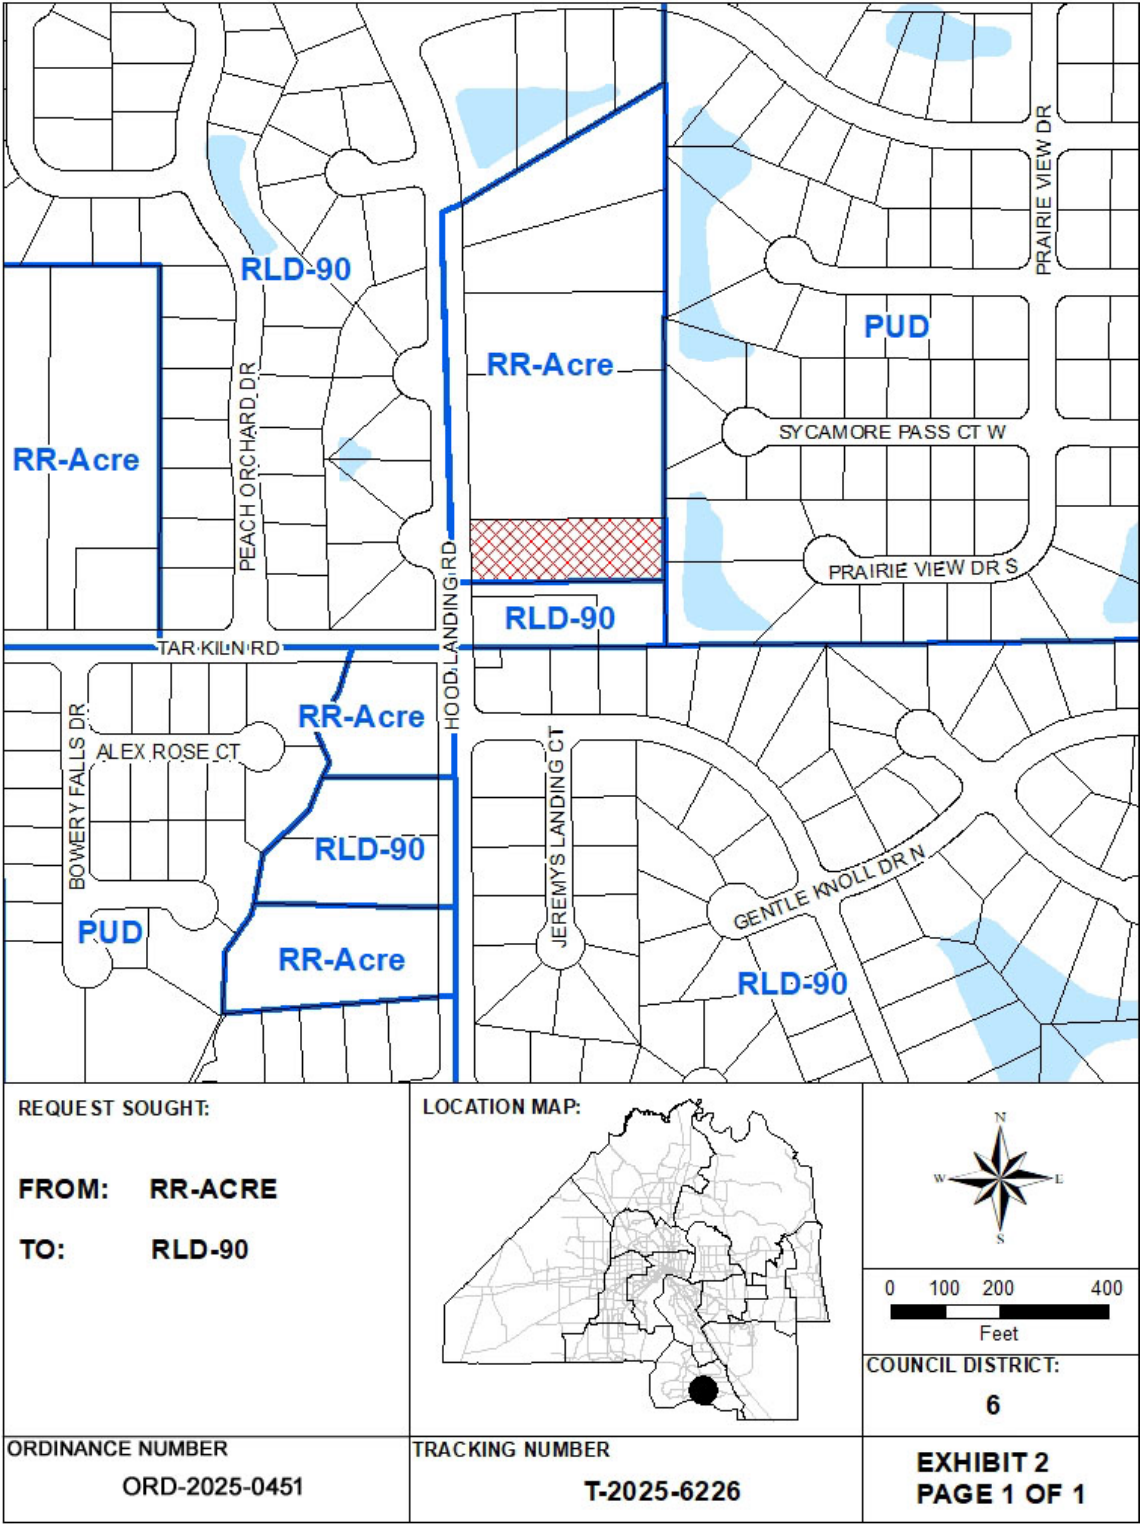 PRAIRIE VIEW DR
RLD-90
PUD
RR-Acre
PEACH ORCHARD DR
SYCAMORE PASS CT W
RR-Acre
HOOD LANDING RD
PRAIRIE VIEW DR S
RLD-90
TAR KILN RD
RR-Acre
BOWERY FALLS DR
ALEX ROSE CT
JEREMYS LANDING CT
RLD-90
GENTLE KNOLL DR N
PUD
RR-Acre
RLD-90
REQUEST SOUGHT:
FROM: RR-ACRE
TO: RLD-90
LOCATION MAP:
N
W E
S
0 100 200 400
Feet
COUNCIL DISTRICT:
6
ORDINANCE NUMBER
ORD-2025-0451
TRACKING NUMBER
T-2025-6226
EXHIBIT 2
PAGE 1 OF 1